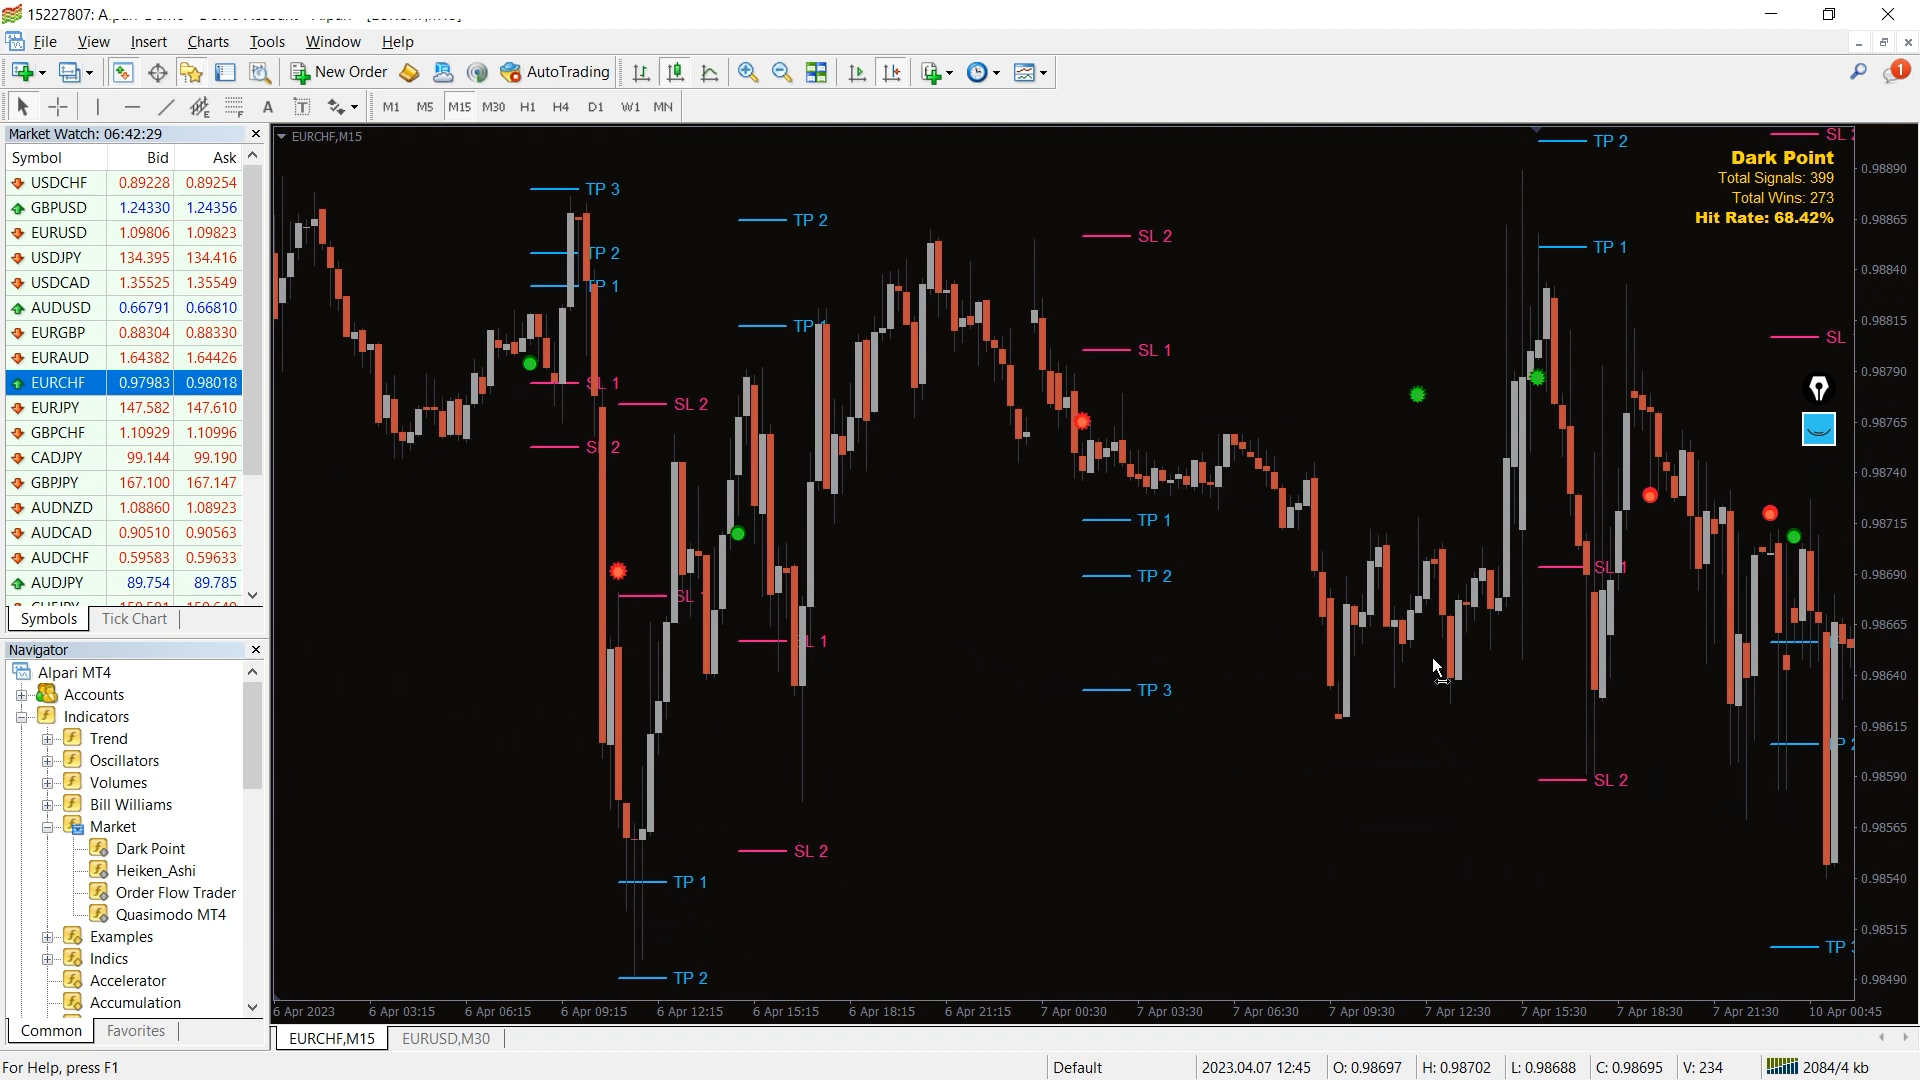 15227807: A
File View Insert Charts Tools Window Help
New Order
AutoTrading
1
A T
M1 M5 M15 M30 H1 H4 D1 W1 MN
Market Watch: 06:42:29
Symbol Bid Ask
USDCHF 0.89228 0.89254
GBPUSD 1.24330 1.24356
EURUSD 1.09806 1.09823
USDJPY 134.395 134.416
USDCAD 1.35525 1.35549
AUDUSD 0.66791 0.66810
EURGBP 0.88304 0.88330
EURAUD 1.64382 1.64426
EURCHF 0.97983 0.98018
EURJPY 147.582 147.610
GBPCHF 1.10929 1.10996
CADJPY 99.144 99.190
GBPJPY 167.100 167.147
AUDNZD 1.08860 1.08923
AUDCAD 0.90510 0.90563
AUDCHF 0.59583 0.59633
AUDJPY 89.754 89.785
Symbols Tick Chart
Navigator
Alpari MT4
Accounts
Indicators
Trend
Oscillators
Volumes
Bill Williams
Market
Dark Point
Heiken_Ashi
Order Flow Trader
Quasimodo MT4
Examples
Indics
Accelerator
Accumulation
Common Favorites
EURCHF,M15
TP 3
TP 2
TP 1
SL 1
SL 2
SL 2
SL
TP 1
TP 2
TP 2
TP 1
SL 1
SL 2
SL 2
SL 1
TP 1
TP 2
TP 3
TP 2
TP 1
SL 1
SL 2
SL 2
SL
TP 3
Dark Point
Total Signals: 399
Total Wins: 273
Hit Rate: 68.42%
0.98890
0.98865
0.98840
0.98815
0.98790
0.98765
0.98740
0.98715
0.98690
0.98665
0.98640
0.98615
0.98590
0.98565
0.98540
0.98515
0.98490
6 Apr 2023 6 Apr 03:15 6 Apr 06:15 6 Apr 09:15 6 Apr 12:15 6 Apr 15:15 6 Apr 18:15 6 Apr 21:15 7 Apr 00:30 7 Apr 03:30 7 Apr 06:30 7 Apr 09:30 7 Apr 12:30 7 Apr 15:30 7 Apr 18:30 7 Apr 21:30 10 Apr 00:45
EURCHF,M15 EURUSD,M30
For Help, press F1 Default 2023.04.07 12:45 O: 0.98697 H: 0.98702 L: 0.98688 C: 0.98695 V: 234 2084/4 kb